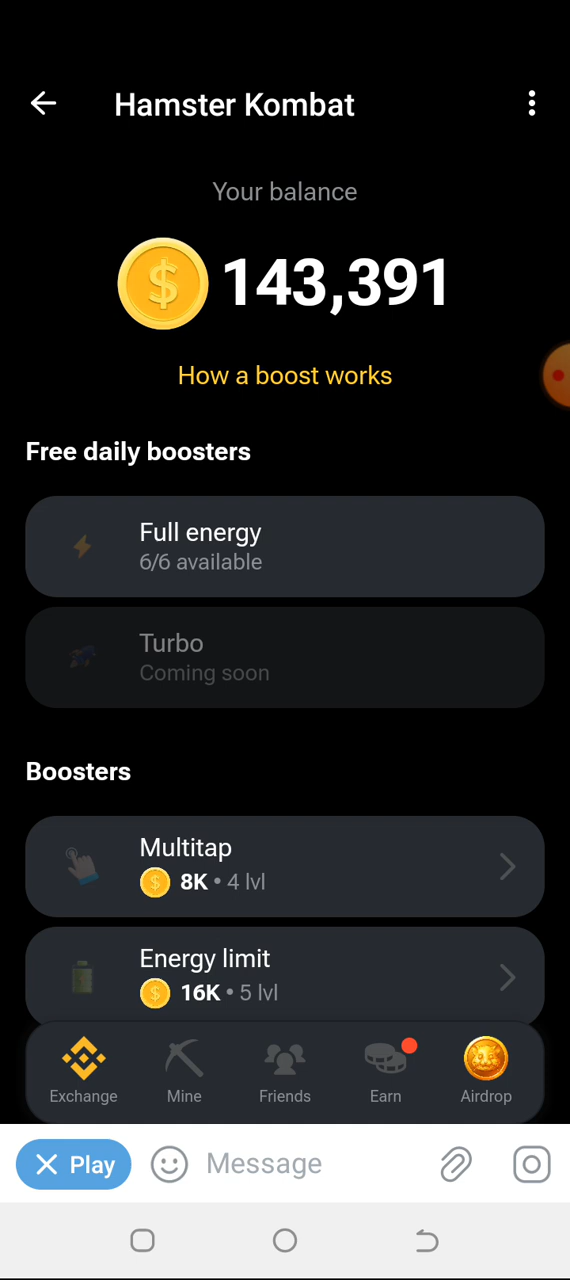 Hamster Kombat
Your balance
143,391
How a boost works
Free daily boosters
Full energy
6/6 available
Turbo
Coming soon
Boosters
Multitap
8K • 4 lvl
Energy limit
16K • 5 lvl
Exchange Mine Friends Earn Airdrop
Play Message